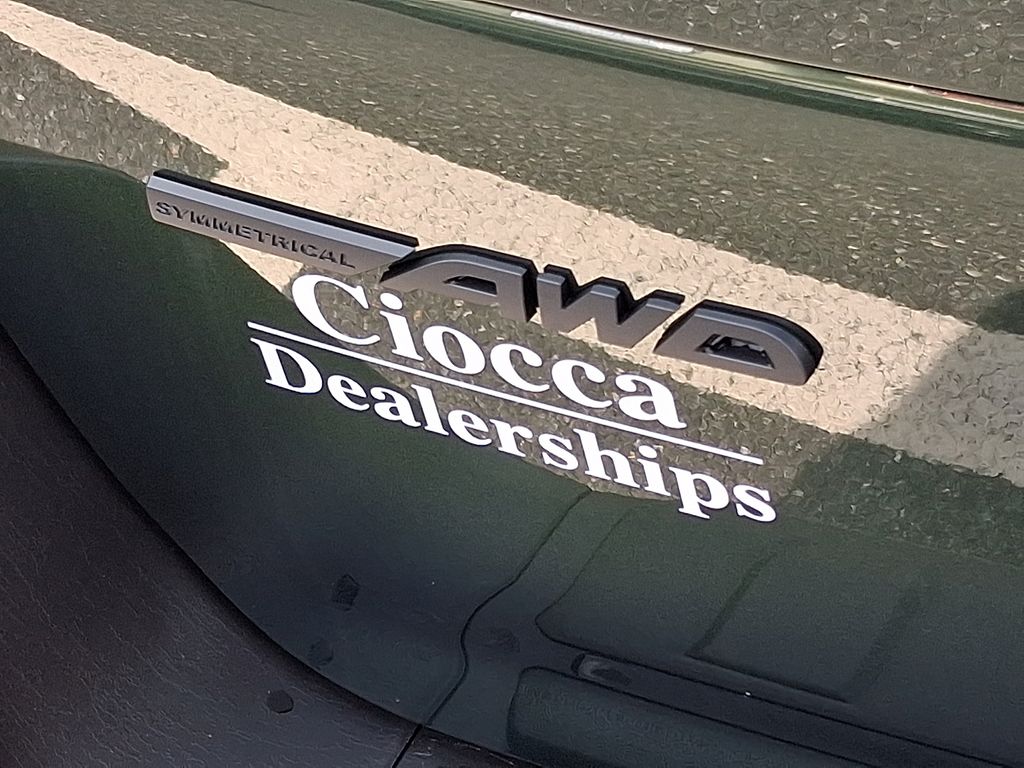 SYMMETRICAL AWD
Ciocca
Dealerships